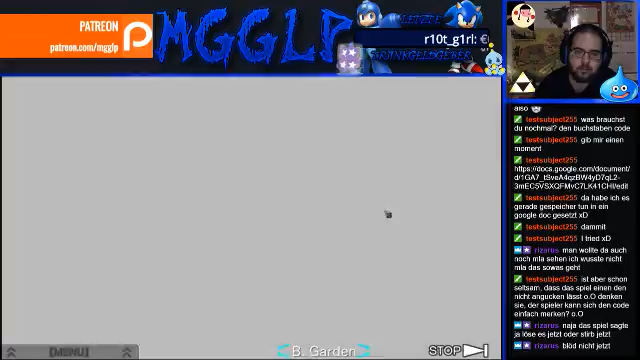 PATREON
patreon.com/mgglp
MGGLP
LETZTE
r10t_g1rl: €
TRINKGELDGEBER
also
testsubject255 was brauchst
du nochmal? den buchstaben code
testsubject255 gib mir einen
moment
testsubject255
https://docs.google.com/document/
d/1GA7_tSveA4qzBW4yD7qL2-
3mEC5VSXQFMvC7LK41CHI/edit
testsubject255 da habe ich es
gerade gespeicher tun in ein
google doc gesetzt xD
testsubject255 dammit
testsubject255 I tried xD
rizarus man wollte da auch
noch mla sehen ich wusste nicht
mla das sowas geht
testsubject255 ist aber schon
seltsam, dass das spiel einen den nicht
angucken lässt o.O denken
sie, der spieler kann sich den code
einfach merken? o.O
rizarus naja das spiel sagte
ja löse es jetzt oder stirb jetzt
rizarus blöd nicht jetzt
[MENU]
B. Garden
STOP